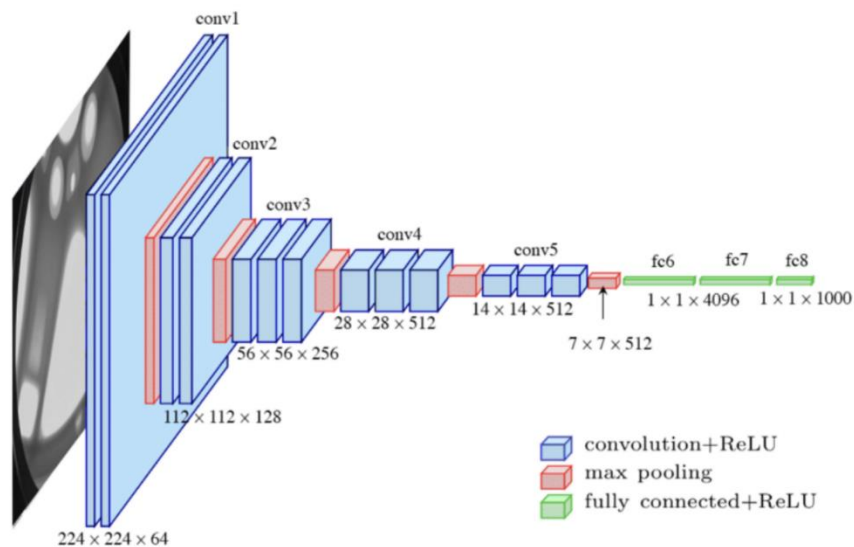 conv1
conv2
conv3
conv4
conv5
fc6
fc7
fc8
1 × 1 × 4096
1 × 1 × 1000
14 × 14 × 512
28 × 28 × 512
7 × 7 × 512
56 × 56 × 256
112 × 112 × 128
224 × 224 × 64
convolution+ReLU
max pooling
fully connected+ReLU